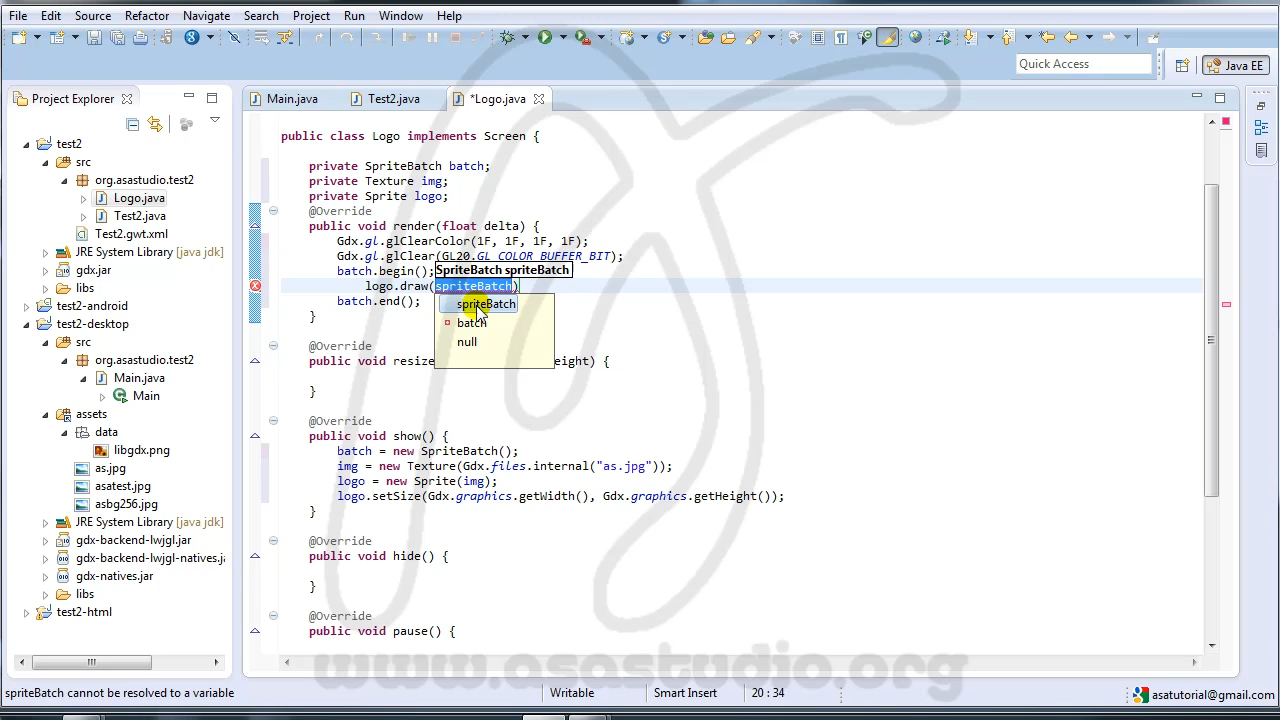 File Edit Source Refactor Navigate Search Project Run Window Help
Quick Access
Java EE
Project Explorer
Main.java
Test2.java
*Logo.java
test2
src
org.asastudio.test2
Logo.java
Test2.java
Test2.gwt.xml
JRE System Library [java jdk]
gdx.jar
libs
test2-android
test2-desktop
src
org.asastudio.test2
Main.java
Main
assets
data
libgdx.png
as.jpg
asatest.jpg
asbg256.jpg
JRE System Library [java jdk]
gdx-backend-lwjgl.jar
gdx-backend-lwjgl-natives.ja
gdx-natives.jar
libs
test2-html
public class Logo implements Screen {
private SpriteBatch batch;
private Texture img;
private Sprite logo;
@Override
public void render(float delta) {
Gdx.gl.glClearColor(1F, 1F, 1F, 1F);
Gdx.gl.glClear(GL20.GL_COLOR_BUFFER_BIT);
batch.begin();
SpriteBatch spriteBatch
logo.draw(spriteBatch)
spriteBatch
batch.end();
batch
}
null
@Override
public void resize
eight) {
}
@Override
public void show() {
batch = new SpriteBatch();
img = new Texture(Gdx.files.internal("as.jpg"));
logo = new Sprite(img);
logo.setSize(Gdx.graphics.getWidth(), Gdx.graphics.getHeight());
}
@Override
public void hide() {
}
@Override
public void pause() {
www.asastudio.org
spriteBatch cannot be resolved to a variable
Writable
Smart Insert
20 : 34
asatutorial@gmail.com